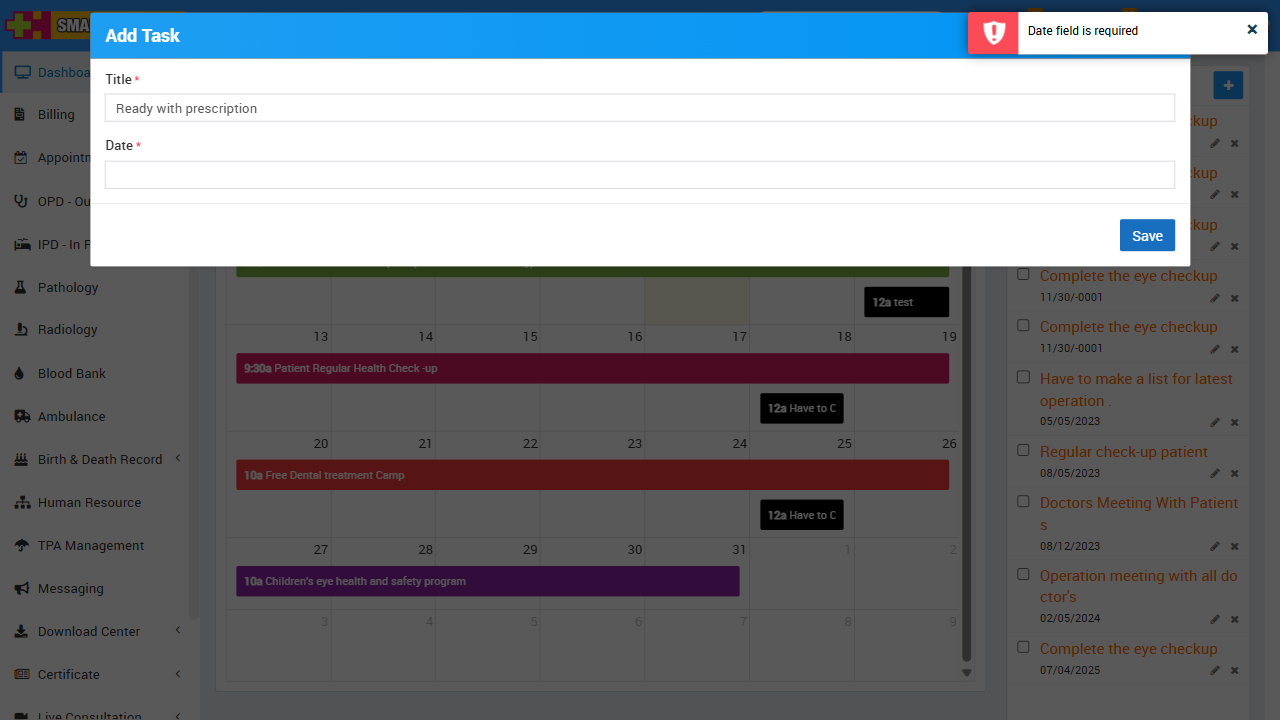 SMA
Add Task
Date field is required
Title *
Ready with prescription
Date *
Save
Dashboa
Billing
Appointn
OPD - Ou
IPD - In P
Pathology
Radiology
Blood Bank
Ambulance
Birth & Death Record
Human Resource
TPA Management
Messaging
Download Center
Certificate
Live Consultation
12a test
13 14 15 16 17 18 19
9:30a Patient Regular Health Check -up
12a Have to C
20 21 22 23 24 25 26
10a Free Dental treatment Camp
12a Have to C
27 28 29 30 31 1 2
10a Children's eye health and safety program
3 4 5 6 7 8 9
kup
kup
kup
Complete the eye checkup
11/30/-0001
Complete the eye checkup
11/30/-0001
Have to make a list for latest
operation .
05/05/2023
Regular check-up patient
08/05/2023
Doctors Meeting With Patient
s
08/12/2023
Operation meeting with all do
ctor's
02/05/2024
Complete the eye checkup
07/04/2025